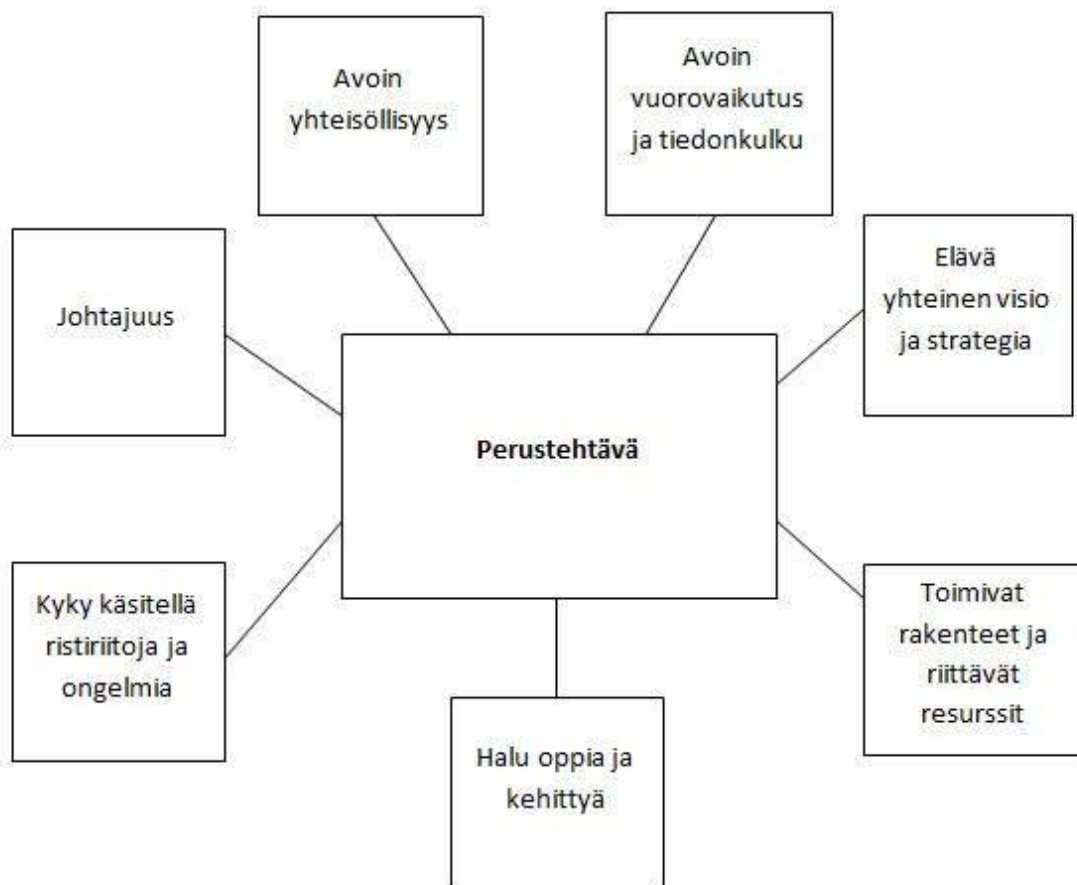 Avoin
yhteisöllisyys
Avoin
vuorovaikutus
ja tiedonkulku
Johtajuus
Elävä
yhteinen visio
ja strategia
Perustehtävä
Kyky käsitellä
ristiriitoja ja
ongelmia
Toimivat
rakenteet ja
riittävät
resurssit
Halu oppia ja
kehittyä